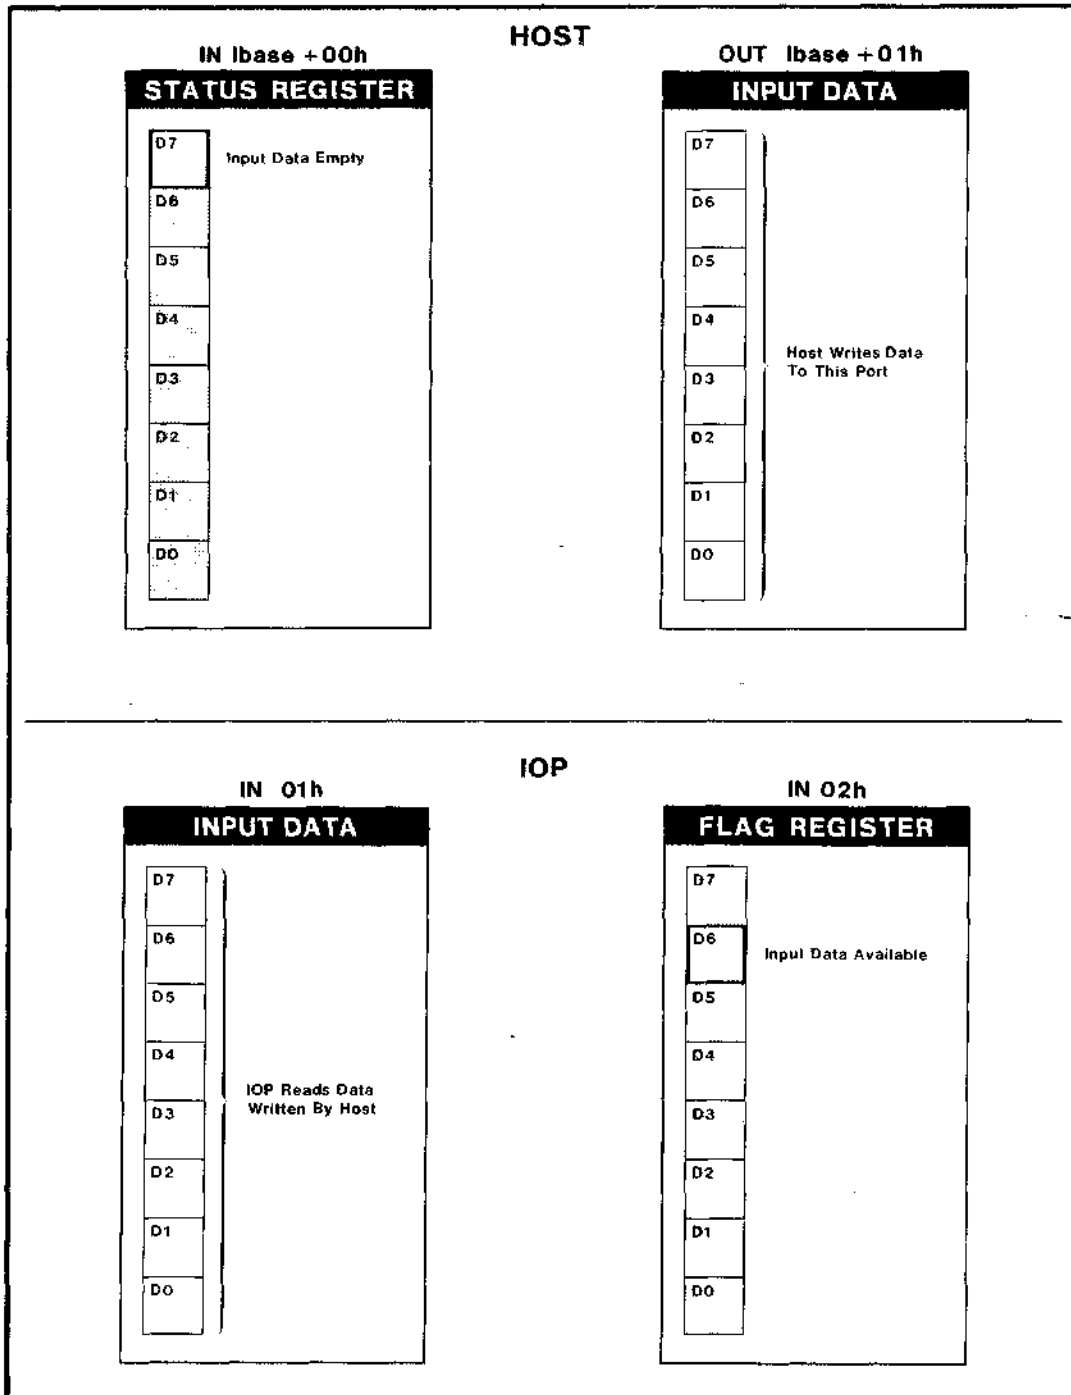 HOST
IN Ibase +00h
STATUS REGISTER
D7
Input Data Empty
D6
D5
D4
D3
D2
D1
D0
OUT Ibase +01h
INPUT DATA
D7
D6
D5
D4
D3
D2
D1
D0
Host Writes Data
To This Port
IOP
IN 01h
INPUT DATA
D7
D6
D5
D4
D3
D2
D1
D0
IOP Reads Data
Written By Host
IN 02h
FLAG REGISTER
D7
D6
Input Data Available
D5
D4
D3
D2
D1
D0